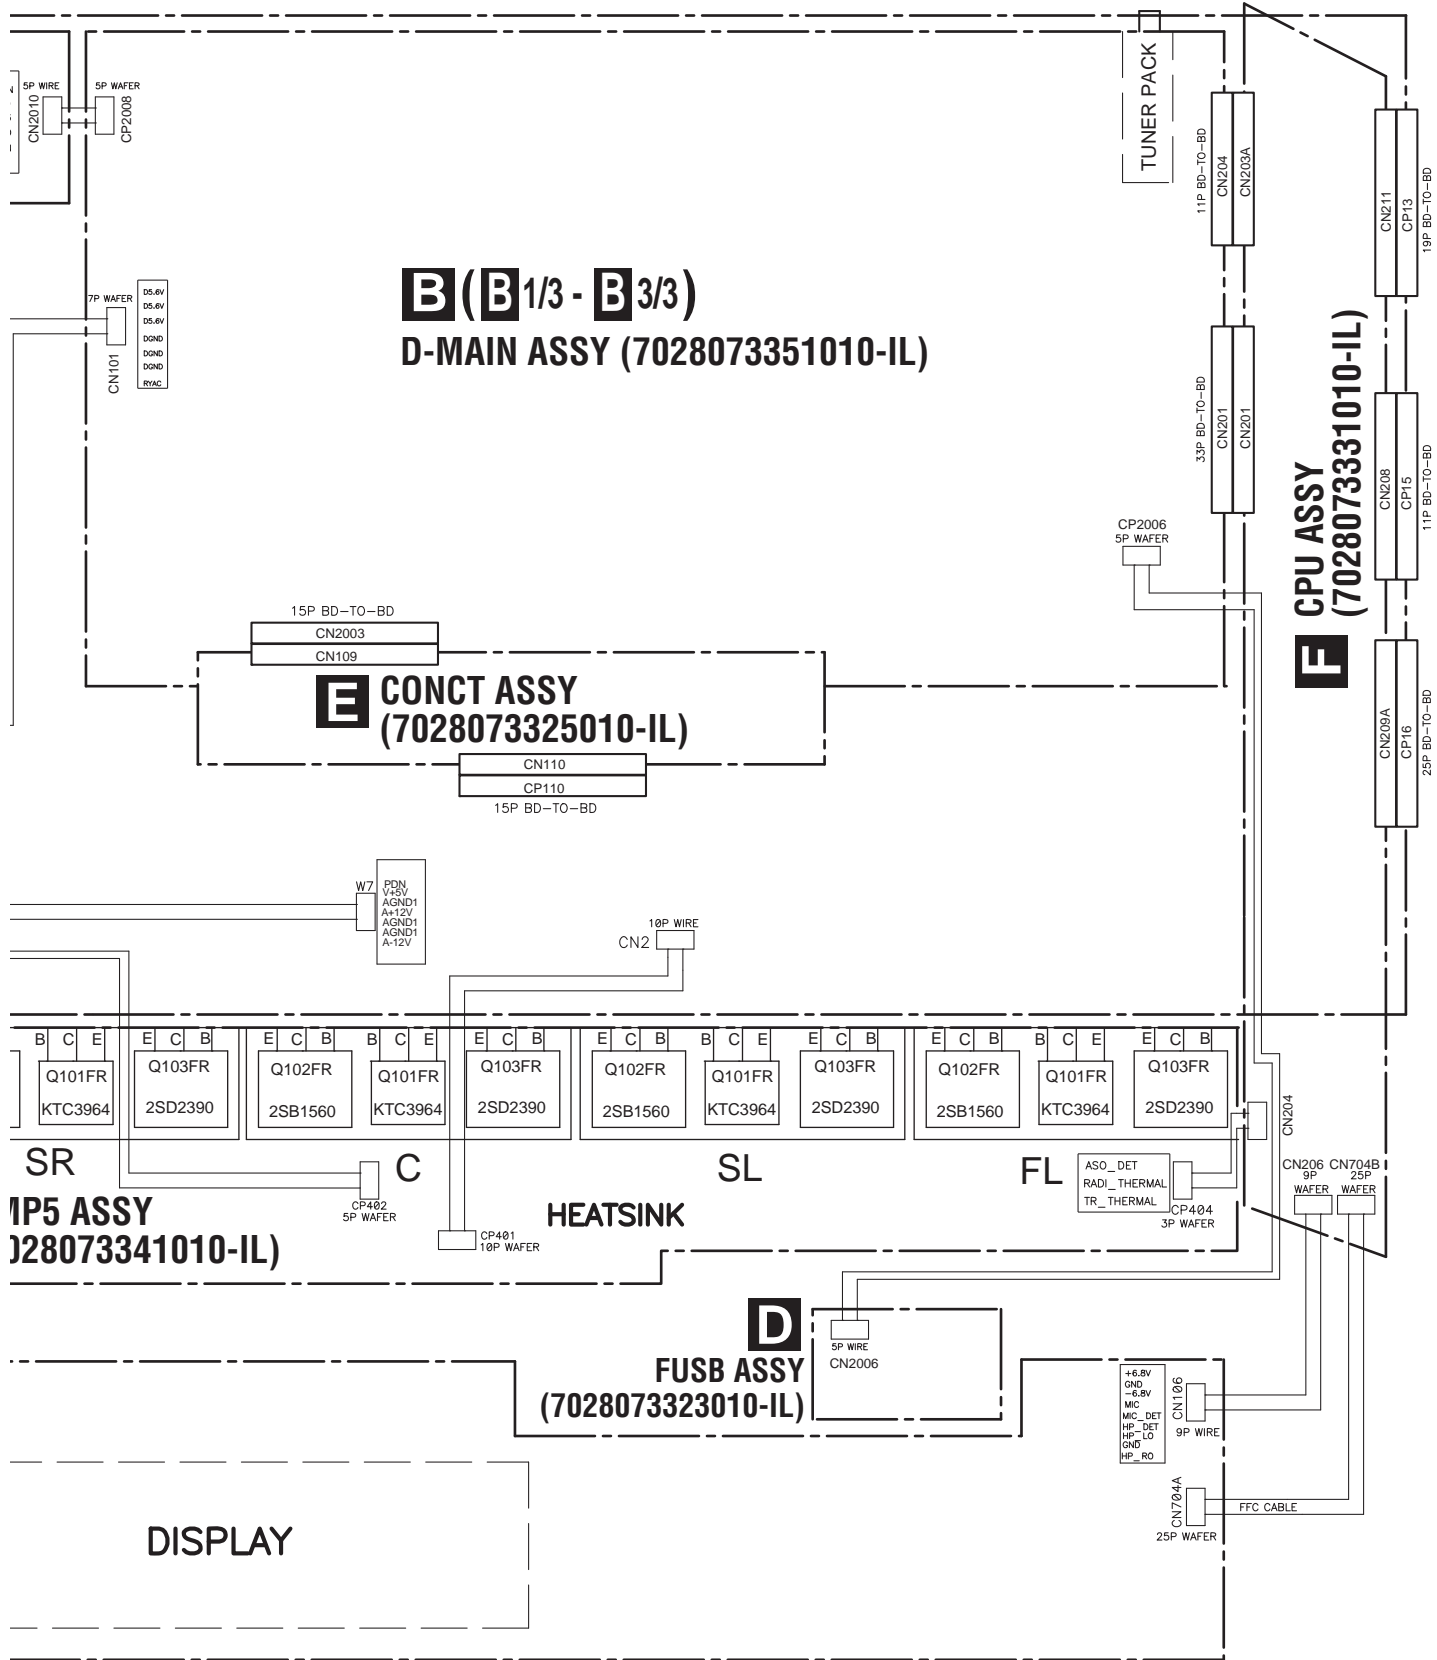 5P WIRE
5P WAFER
CN2010
CP2008
TUNER PACK
11P BD-TO-BD
CN204
CN203A
CN211
CP13
19P BD-TO-BD
7P WAFER
CN101
D5.6V
D5.6V
D5.6V
DGND
DGND
DGND
RYAC
B (B 1/3 - B 3/3)
D-MAIN ASSY (7028073351010-IL)
33P BD-TO-BD
CN201
CN201
F CPU ASSY
(7028073331010-IL)
CN208
CP15
11P BD-TO-BD
CP2006
5P WAFER
15P BD-TO-BD
CN2003
CN109
E CONCT ASSY
(7028073325010-IL)
CN110
CP110
15P BD-TO-BD
CN209A
CP16
25P BD-TO-BD
W7
PDN
V+5V
AGND1
A+12V
AGND1
AGND1
A-12V
10P WIRE
CN2
B C E E C B E C B B C E E C B E C B B C E E C B E C B B C E E C B
Q101FR Q103FR Q102FR Q101FR Q103FR Q102FR Q101FR Q103FR Q102FR Q101FR Q103FR
KTC3964 2SD2390 2SB1560 KTC3964 2SD2390 2SB1560 KTC3964 2SD2390 2SB1560 KTC3964 2SD2390
CN204
SR
C
SL
FL
ASO_DET
RADI_THERMAL
TR_THERMAL
CP404
3P WAFER
CN206
9P
WAFER
CN704B
25P
WAFER
CP402
5P WAFER
MP5 ASSY
7028073341010-IL)
CP401
10P WAFER
HEATSINK
D
FUSB ASSY
(7028073323010-IL)
5P WIRE
CN2006
+6.8V
GND
-6.8V
MIC
MIC_DET
HP_DET
HP_LO
GND
HP_RO
CN106
9P WIRE
CN704A
25P WAFER
FFC CABLE
DISPLAY